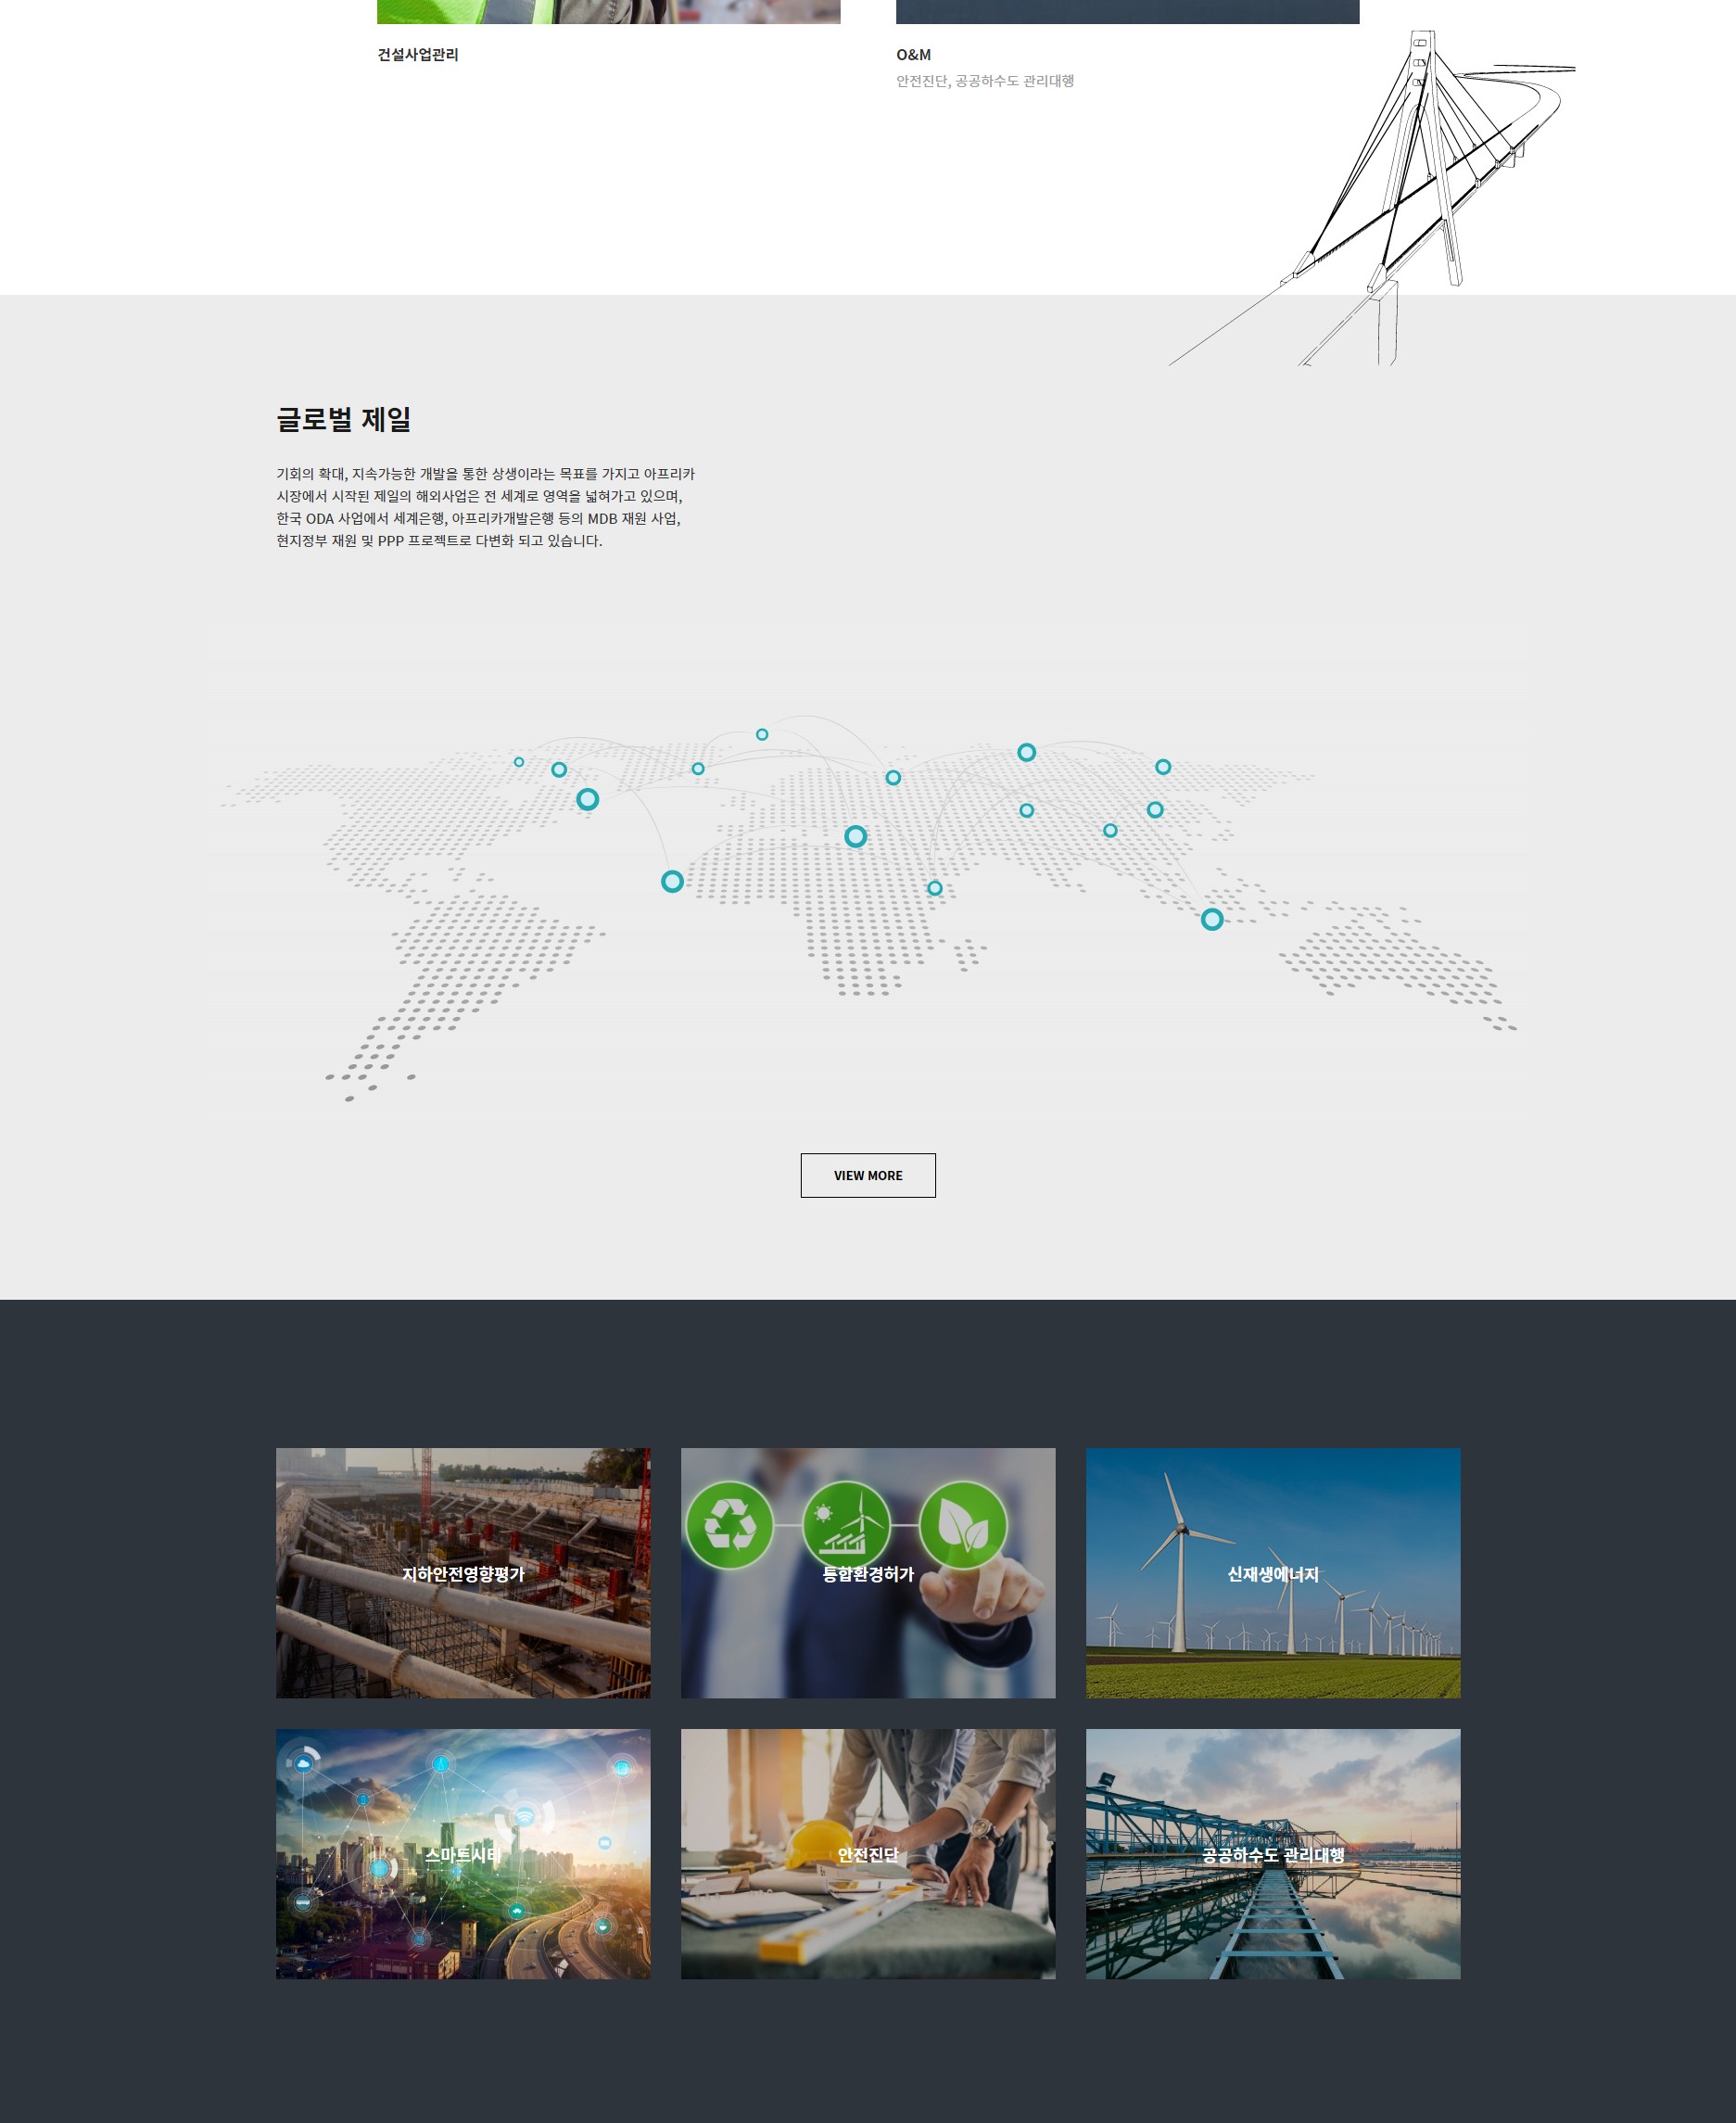 건설사업관리
O&M
안전진단, 공공하수도 관리대행
글로벌 제일
기회의 확대, 지속가능한 개발을 통한 상생이라는 목표를 가지고 아프리카
시장에서 시작된 제일의 해외사업은 전 세계로 영역을 넓혀가고 있으며,
한국 ODA 사업에서 세계은행, 아프리카개발은행 등의 MDB 재원 사업,
현지정부 재원 및 PPP 프로젝트로 다변화 되고 있습니다.
VIEW MORE
지하안전영향평가
통합환경허가
신재생에너지
스마트시티
안전진단
공공하수도 관리대행